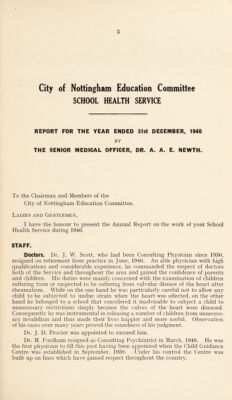 3
City of Nottingham Education Committee
SCHOOL HEALTH SERVICE
REPORT FOR THE YEAR ENDED 31st DECEMBER, 1946
BY
THE SENIOR MEDICAL OFFICER, DR. A. A. E. NEWTH.
To the Chairman and Members of the
City of Nottingham Education Committee.
LADIES AND GENTLEMEN,
I have the honour to present the Annual Report on the work of your School
Health Service during 1946.
STAFF.
Doctors. Dr. J. W. Scott, who had been Consulting Physician since 1930,
resigned on retirement from practice in June, 1946. An able physician with high
qualifications and considerable experience, he commanded the respect of doctors
both of the Service and throughout the area and gained the confidence of parents
and children. His duties were mainly concerned with the examination of children
suffering from or suspected to be suffering from valvular disease of the heart after
rheumatism. While on the one hand he was particularly careful not to allow any
child to be subjected to undue strain when the heart was affected, on the other
hand he belonged to a school that considered it inadvisable to subject a child to
unnecessary restrictions simply because the valves of the heart were diseased.
Consequently he was instrumental in releasing a number of children from unneces-
sary invalidism and thus made their lives happier and more useful. Observation
of his cases over many years proved the soundness of his judgment.
Dr. J. D. Procter was appointed to succeed him.
Dr. M. Fordham resigned as Consulting Psychiatrist in March, 1946. He was
the first physician to fill this post having been appointed when the Child Guidance
Centre was established in September, 1938. Under his control the Centre was
built up on lines which have gained respect throughout the country.